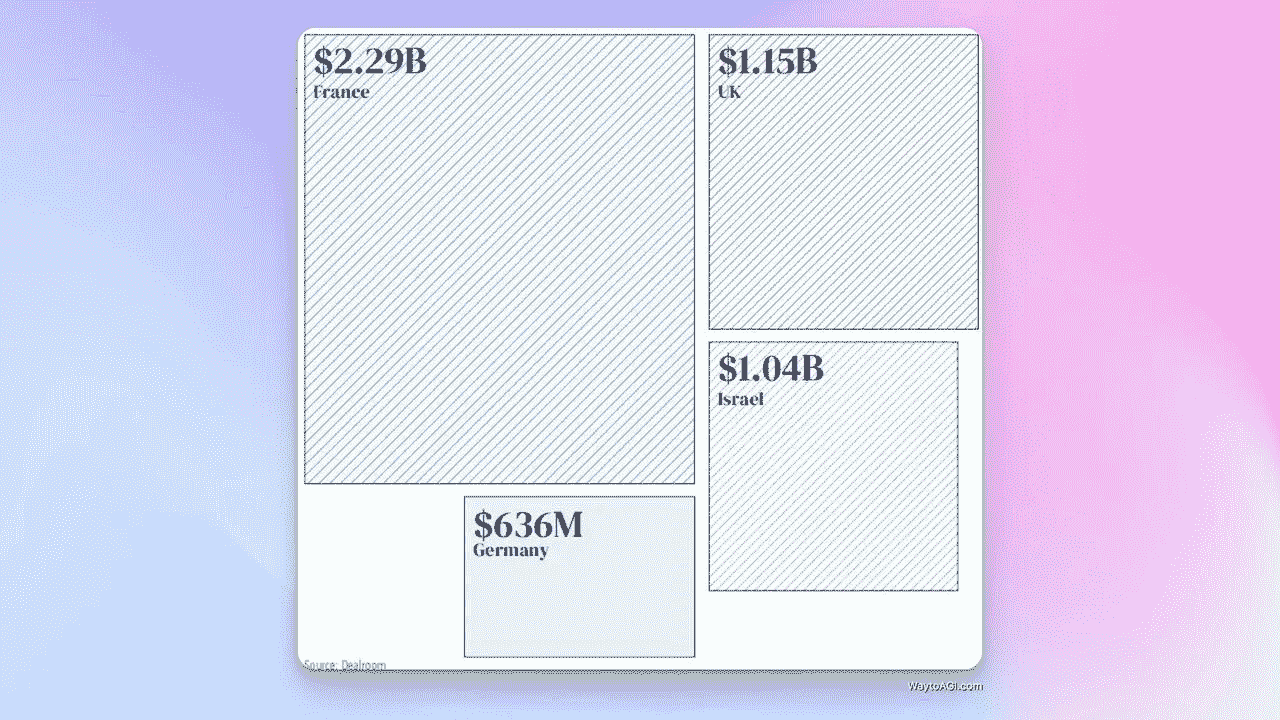 $2.29B
France
$1.15B
UK
$1.04B
Israel
$636M
Germany
Source: Dealroom
WaytoAGI.com